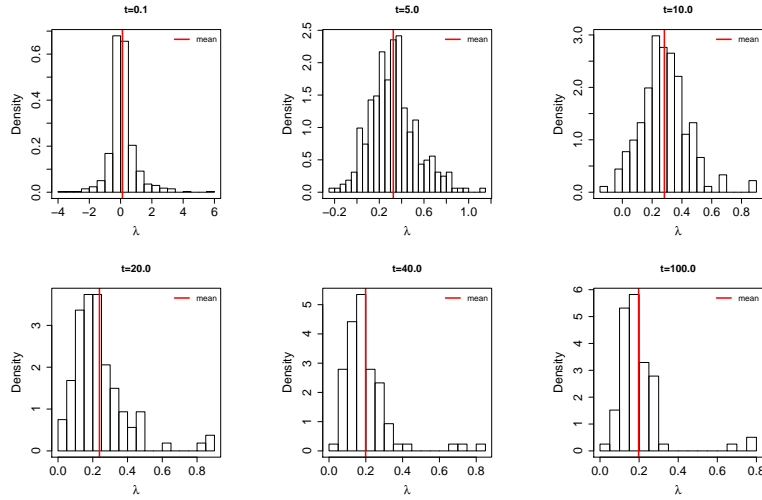 t=0.1
mean
Density
0.0 0.2 0.4 0.6
−4 −2 0 2 4 6
λ
t=5.0
mean
Density
0.0 0.5 1.0 1.5 2.0 2.5
−0.2 0.2 0.6 1.0
λ
t=10.0
mean
Density
0.0 1.0 2.0 3.0
0.0 0.2 0.4 0.6 0.8
λ
t=20.0
mean
Density
0 1 2 3
0.0 0.2 0.4 0.6 0.8
λ
t=40.0
mean
Density
0 1 2 3 4 5
0.0 0.2 0.4 0.6 0.8
λ
t=100.0
mean
Density
0 1 2 3 4 5 6
0.0 0.2 0.4 0.6 0.8
λ